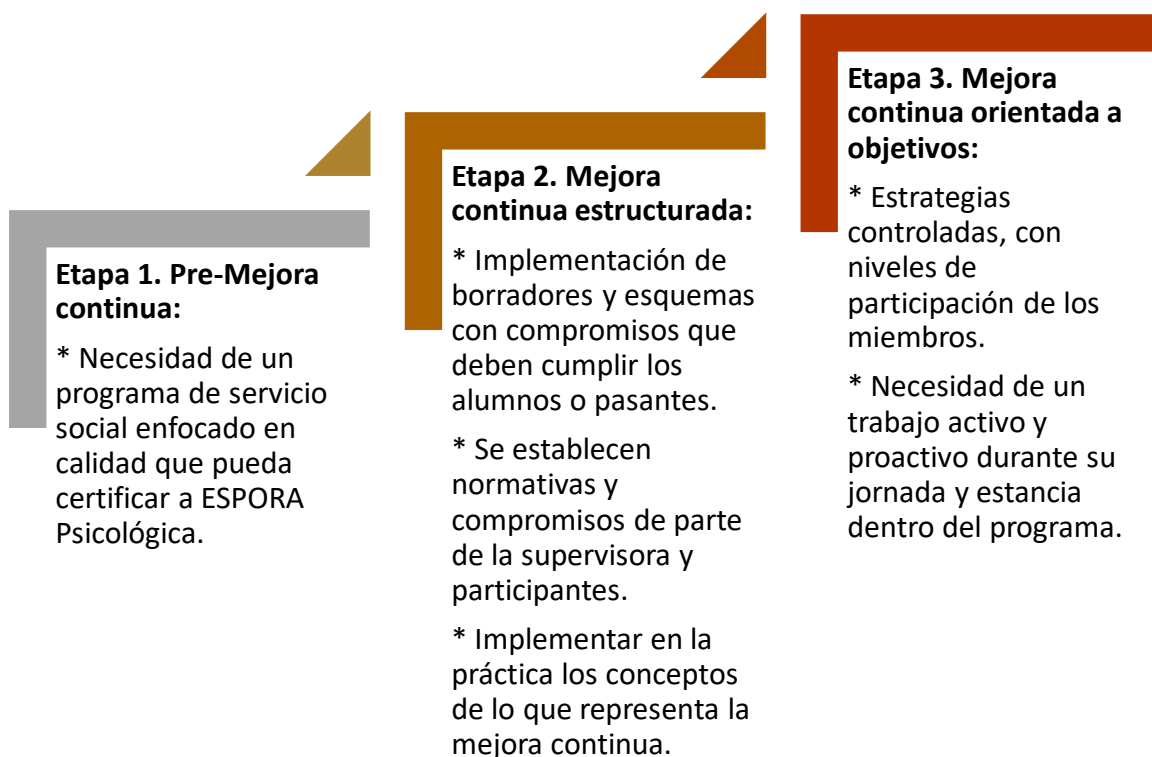 Etapa 1. Pre-Mejora
continua:
* Necesidad de un
programa de servicio
social enfocado en
calidad que pueda
certificar a ESPORA
Psicológica.
Etapa 2. Mejora
continua estructurada:
* Implementación de
borradores y esquemas
con compromisos que
deben cumplir los
alumnos o pasantes.
* Se establecen
normativas y
compromisos de parte
de la supervisora y
participantes.
* Implementar en la
práctica los conceptos
de lo que representa la
mejora continua.
Etapa 3. Mejora
continua orientada a
objetivos:
* Estrategias
controladas, con
niveles de
participación de los
miembros.
* Necesidad de un
trabajo activo y
proactivo durante su
jornada y estancia
dentro del programa.